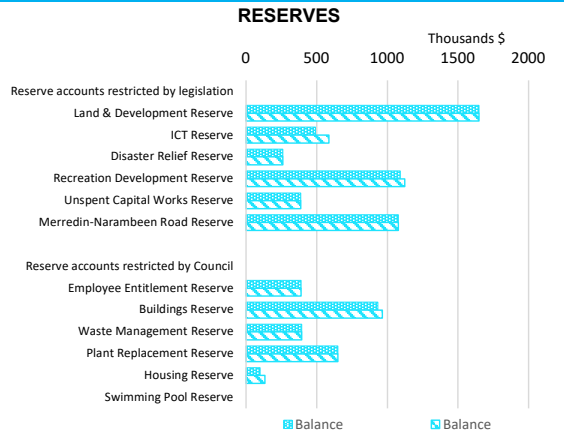 RESERVES
Thousands $
0 500 1000 1500 2000
Reserve accounts restricted by legislation
Land & Development Reserve
ICT Reserve
Disaster Relief Reserve
Recreation Development Reserve
Unspent Capital Works Reserve
Merredin-Narambeen Road Reserve
Reserve accounts restricted by Council
Employee Entitlement Reserve
Buildings Reserve
Waste Management Reserve
Plant Replacement Reserve
Housing Reserve
Swimming Pool Reserve
Balance Balance